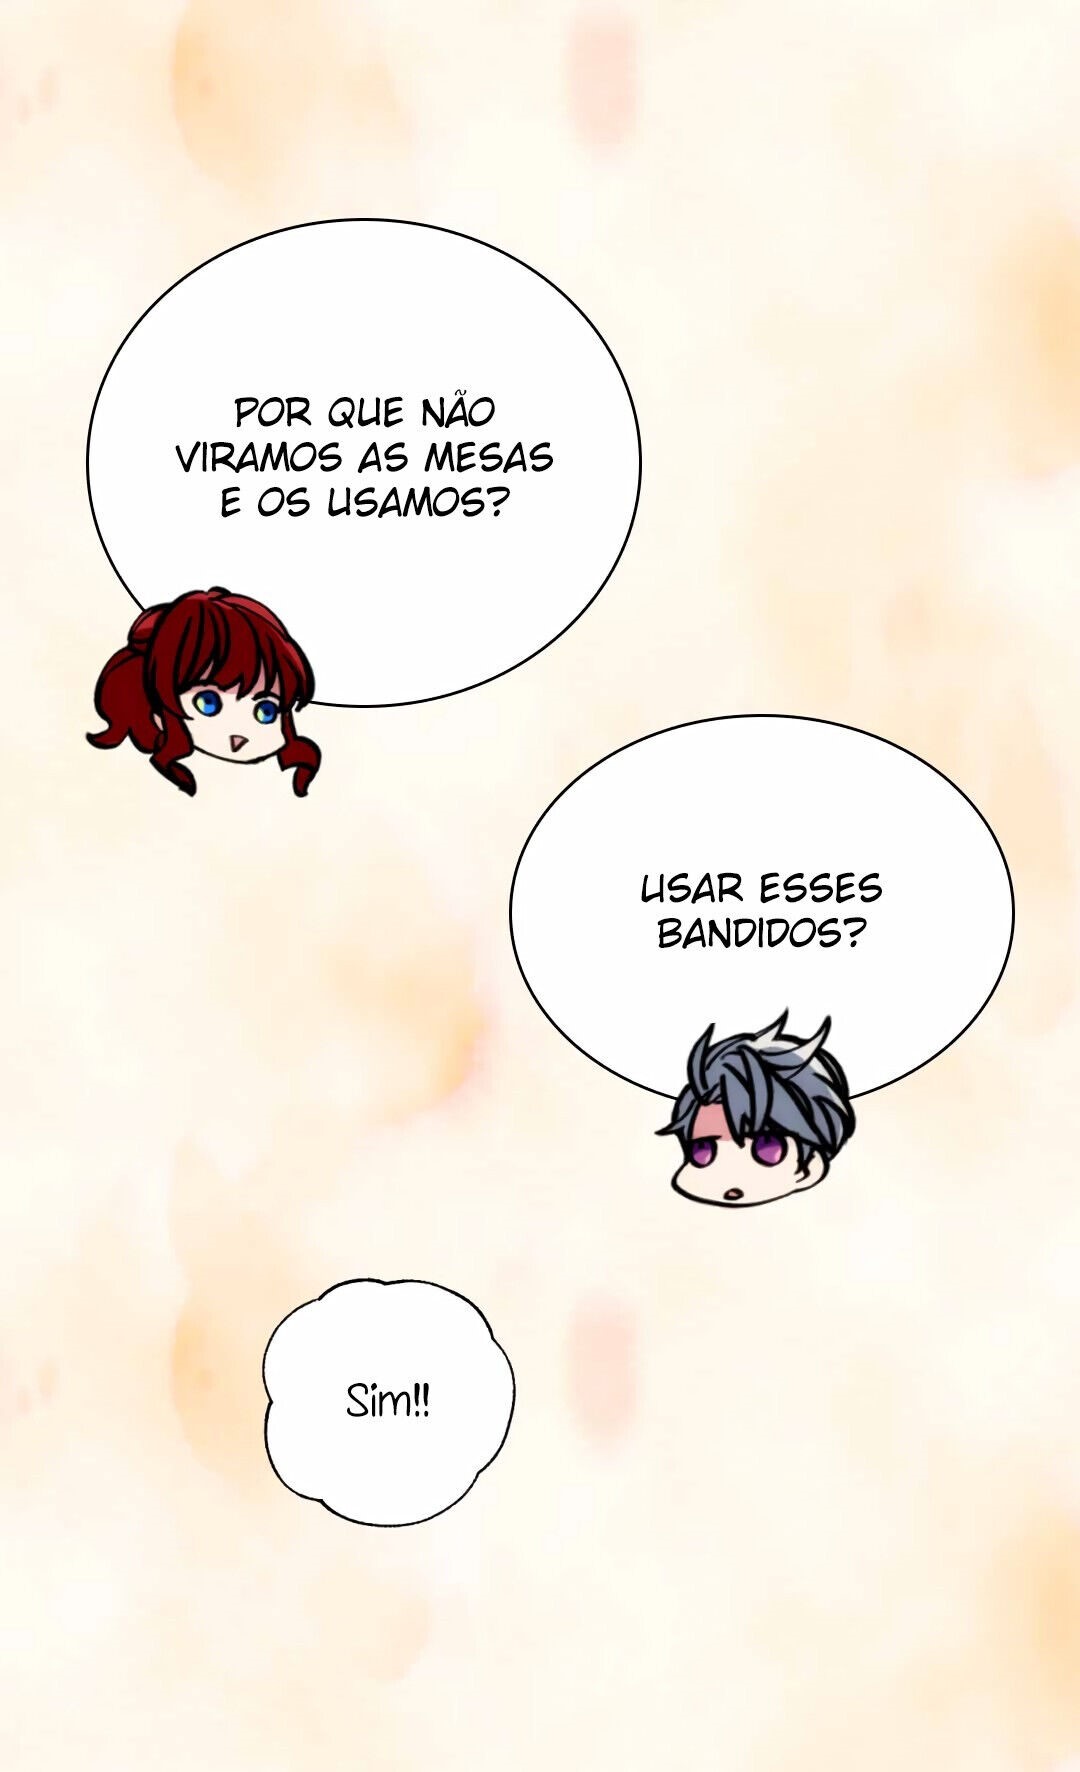 POR QUE NÃO
VIRAMOS AS MESAS
E OS USAMOS?
USAR ESSES
BANDIDOS?
Sim!!